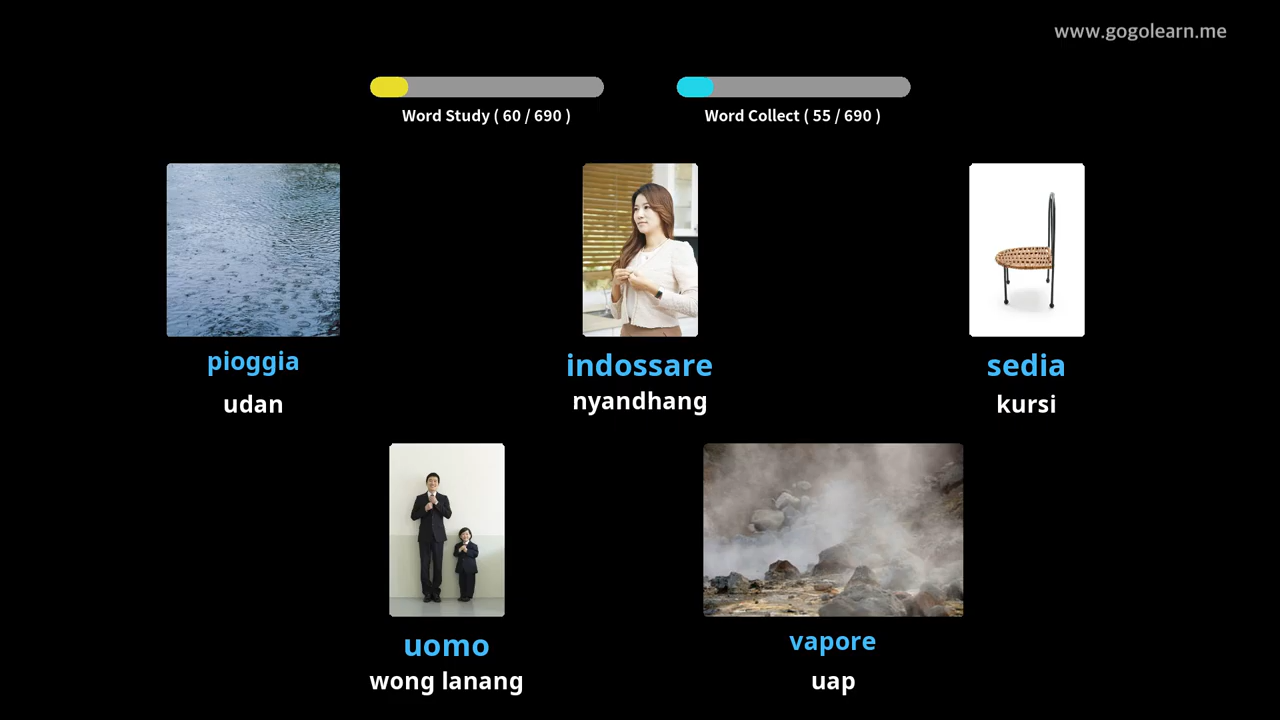 www.gogolearn.me
Word Study ( 60 / 690 )
Word Collect ( 55 / 690 )
pioggia
udan
indossare
nyandhang
sedia
kursi
uomo
wong lanang
vapore
uap